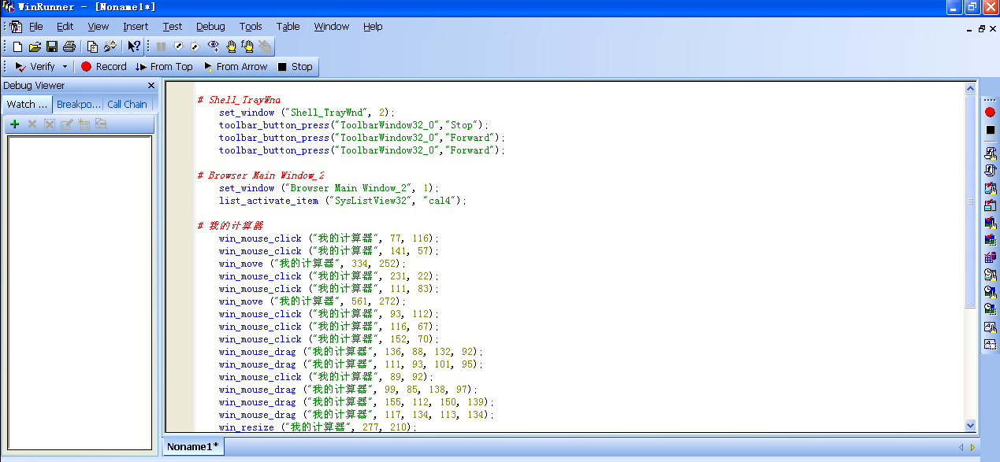 WinRunner - [Noname1*]
File Edit View Insert Test Debug Tools Table Window Help
Verify Record From Top From Arrow Stop
Debug Viewer
Watch ... Breakpo... Call Chain
# Shell_TrayWnd
set_window ("Shell_TrayWnd", 2);
toolbar_button_press("ToolbarWindow32_0","Stop");
toolbar_button_press("ToolbarWindow32_0","Forward");
toolbar_button_press("ToolbarWindow32_0","Forward");
# Browser Main Window_2
set_window ("Browser Main Window_2", 1);
list_activate_item ("SysListView32", "cal4");
# 我的计算器
win_mouse_click ("我的计算器", 77, 116);
win_mouse_click ("我的计算器", 141, 57);
win_move ("我的计算器", 334, 252);
win_mouse_click ("我的计算器", 231, 22);
win_mouse_click ("我的计算器", 111, 83);
win_move ("我的计算器", 561, 272);
win_mouse_click ("我的计算器", 93, 112);
win_mouse_click ("我的计算器", 116, 67);
win_mouse_click ("我的计算器", 152, 70);
win_mouse_drag ("我的计算器", 136, 88, 132, 92);
win_mouse_drag ("我的计算器", 111, 93, 101, 95);
win_mouse_click ("我的计算器", 89, 92);
win_mouse_drag ("我的计算器", 99, 85, 138, 97);
win_mouse_drag ("我的计算器", 155, 112, 150, 139);
win_mouse_drag ("我的计算器", 117, 134, 113, 134);
win_resize ("我的计算器", 277, 210);
Noname1*